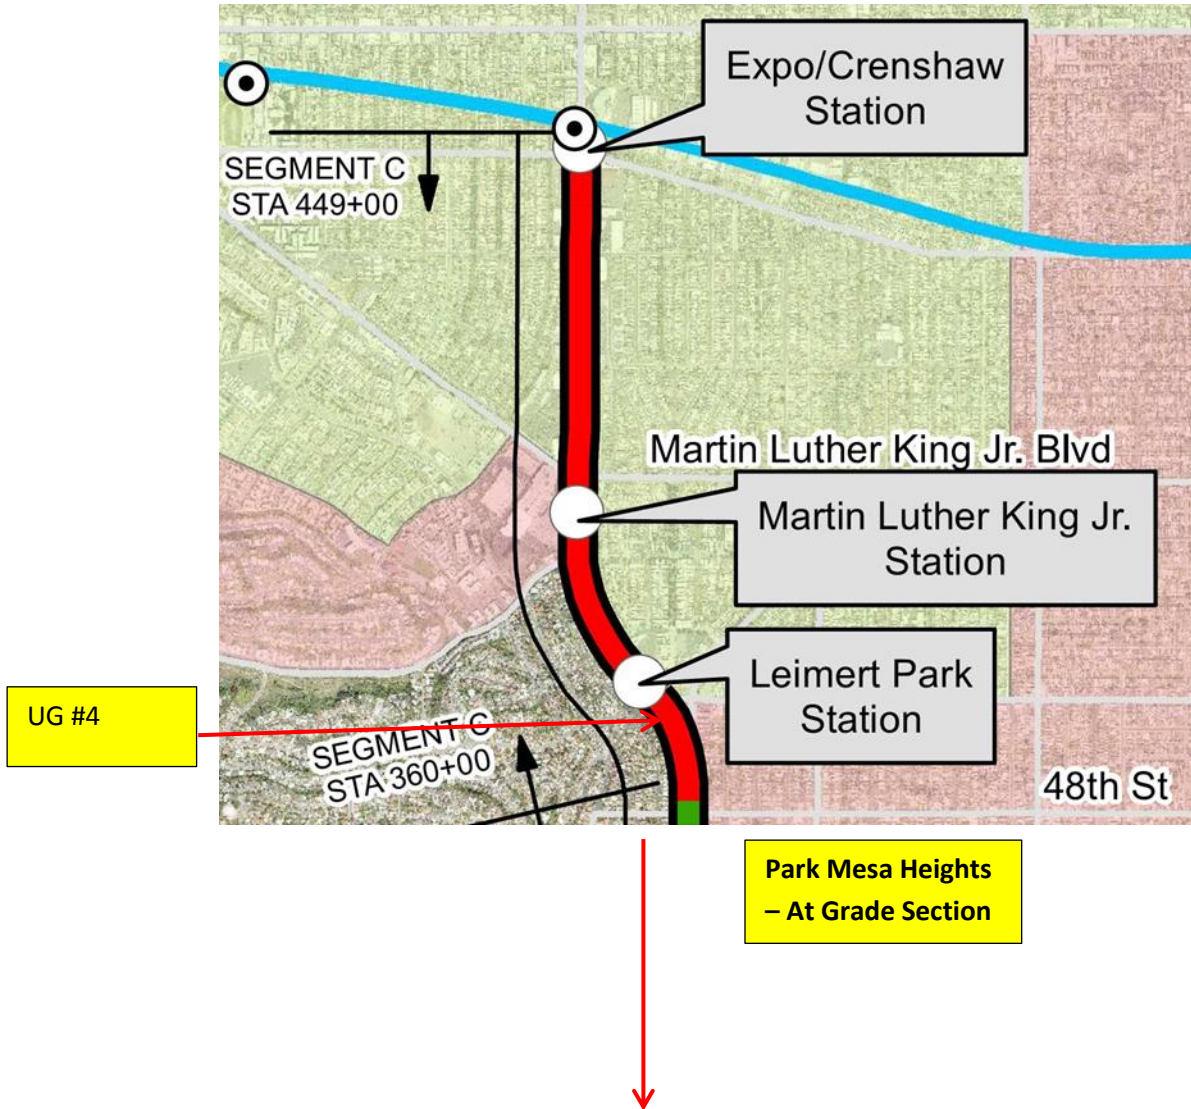 Expo/Crenshaw
Station
SEGMENT C
STA 449+00
Martin Luther King Jr. Blvd
Martin Luther King Jr.
Station
Leimert Park
Station
UG #4
SEGMENT C
STA 360+00
48th St
Park Mesa Heights
– At Grade Section